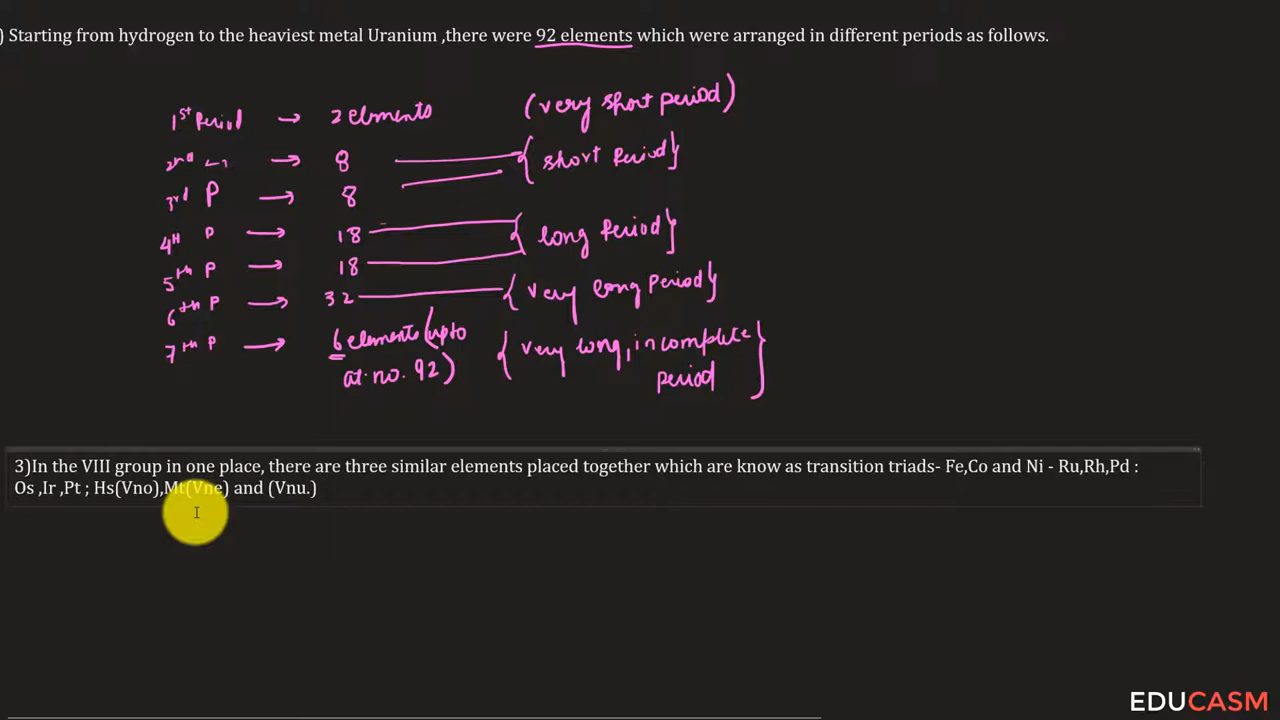 ) Starting from hydrogen to the heaviest metal Uranium ,there were 92 elements which were arranged in different periods as follows.
1st Period → 2 elments (very short period)
2nd → 8 {short Period}
3rd P → 8
4th P → 18 {long Period}
5th P → 18
6th P → 32 {very long Period}
7th P → 6 elements (upto at. no. 92) {very long, incomplete period}
3)In the VIII group in one place, there are three similar elements placed together which are know as transition triads- Fe,Co and Ni - Ru,Rh,Pd :
Os ,Ir ,Pt ; Hs(Vno),Mt(Vne) and (Vnu.)
EDUCASM